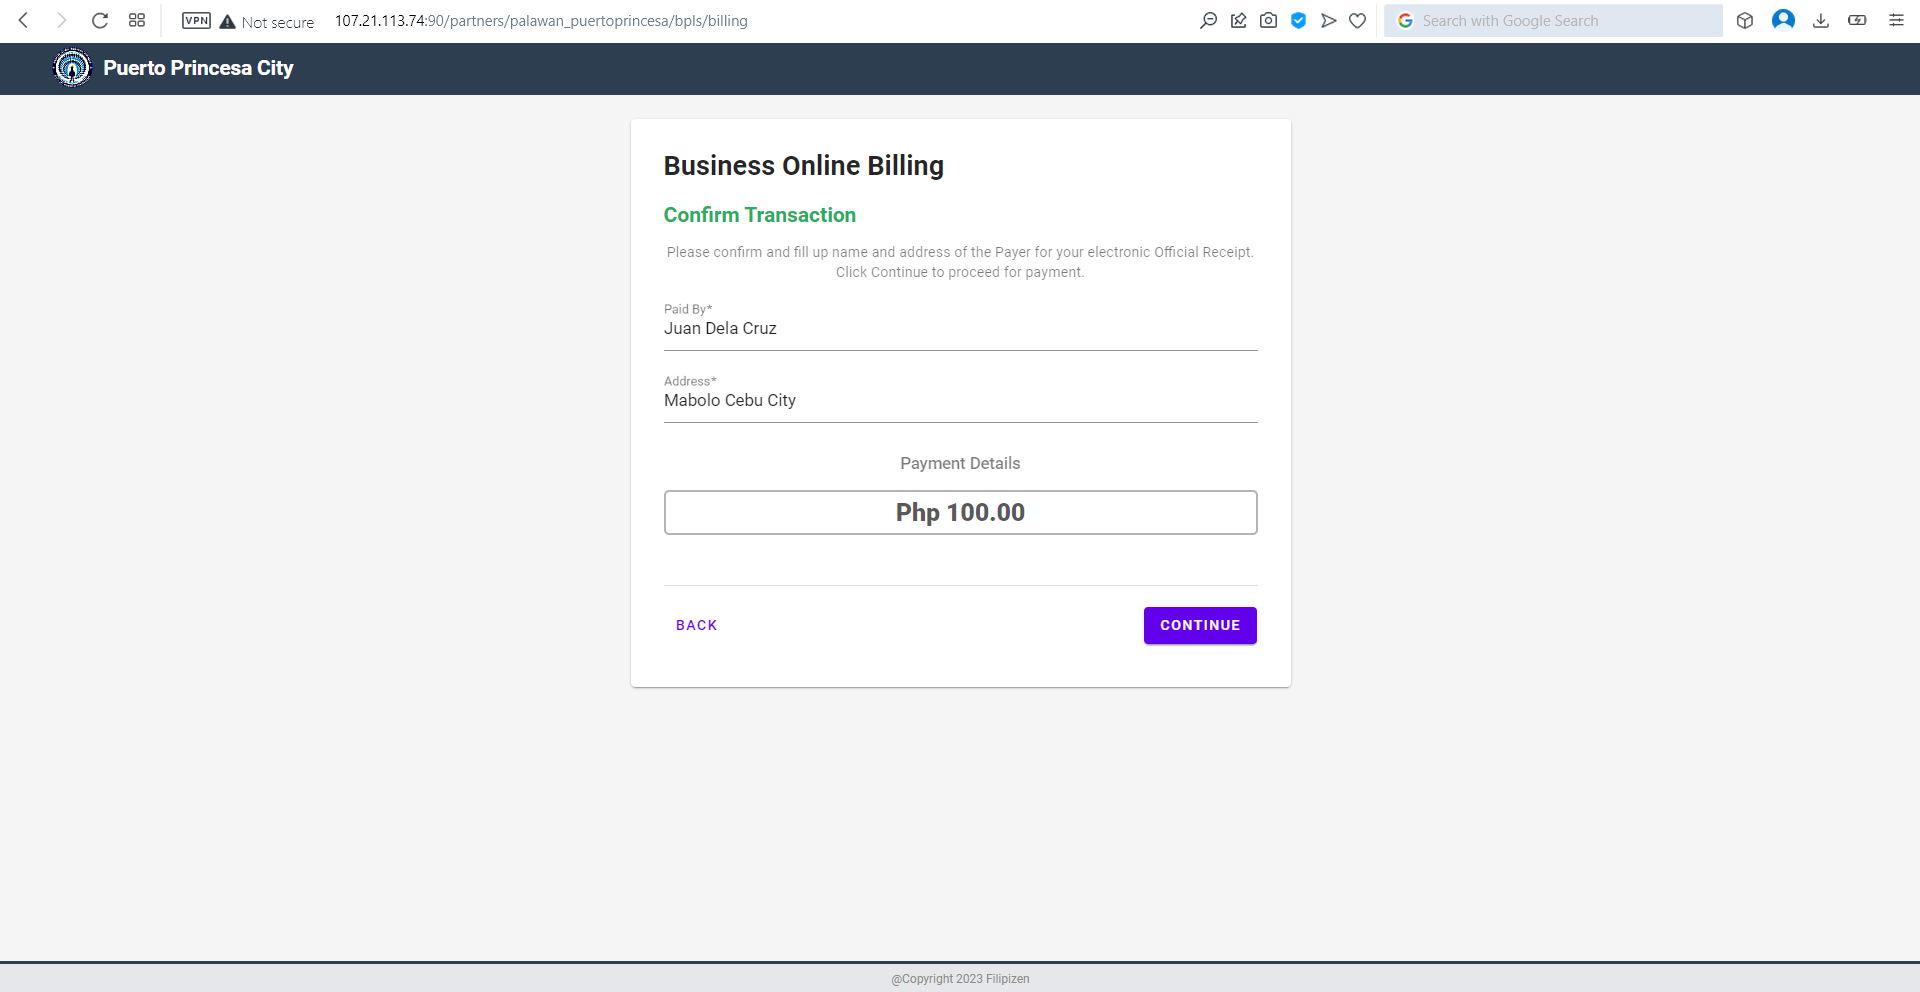 VPN
Not secure
107.21.113.74:90/partners/palawan_puertoprincesa/bpls/billing
Search with Google Search
Puerto Princesa City
Business Online Billing
Confirm Transaction
Please confirm and fill up name and address of the Payer for your electronic Official Receipt.
Click Continue to proceed for payment.
Paid By*
Juan Dela Cruz
Address*
Mabolo Cebu City
Payment Details
Php 100.00
BACK
CONTINUE
@Copyright 2023 Filipizen